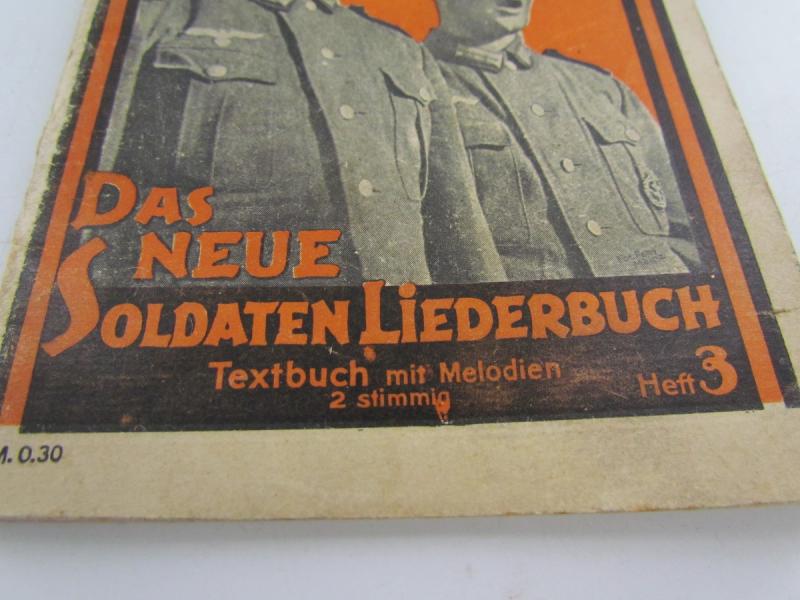 Das
neue
Soldaten Liederbuch
Textbuch mit Melodien
2 stimmig
Heft 3
M. 0.30